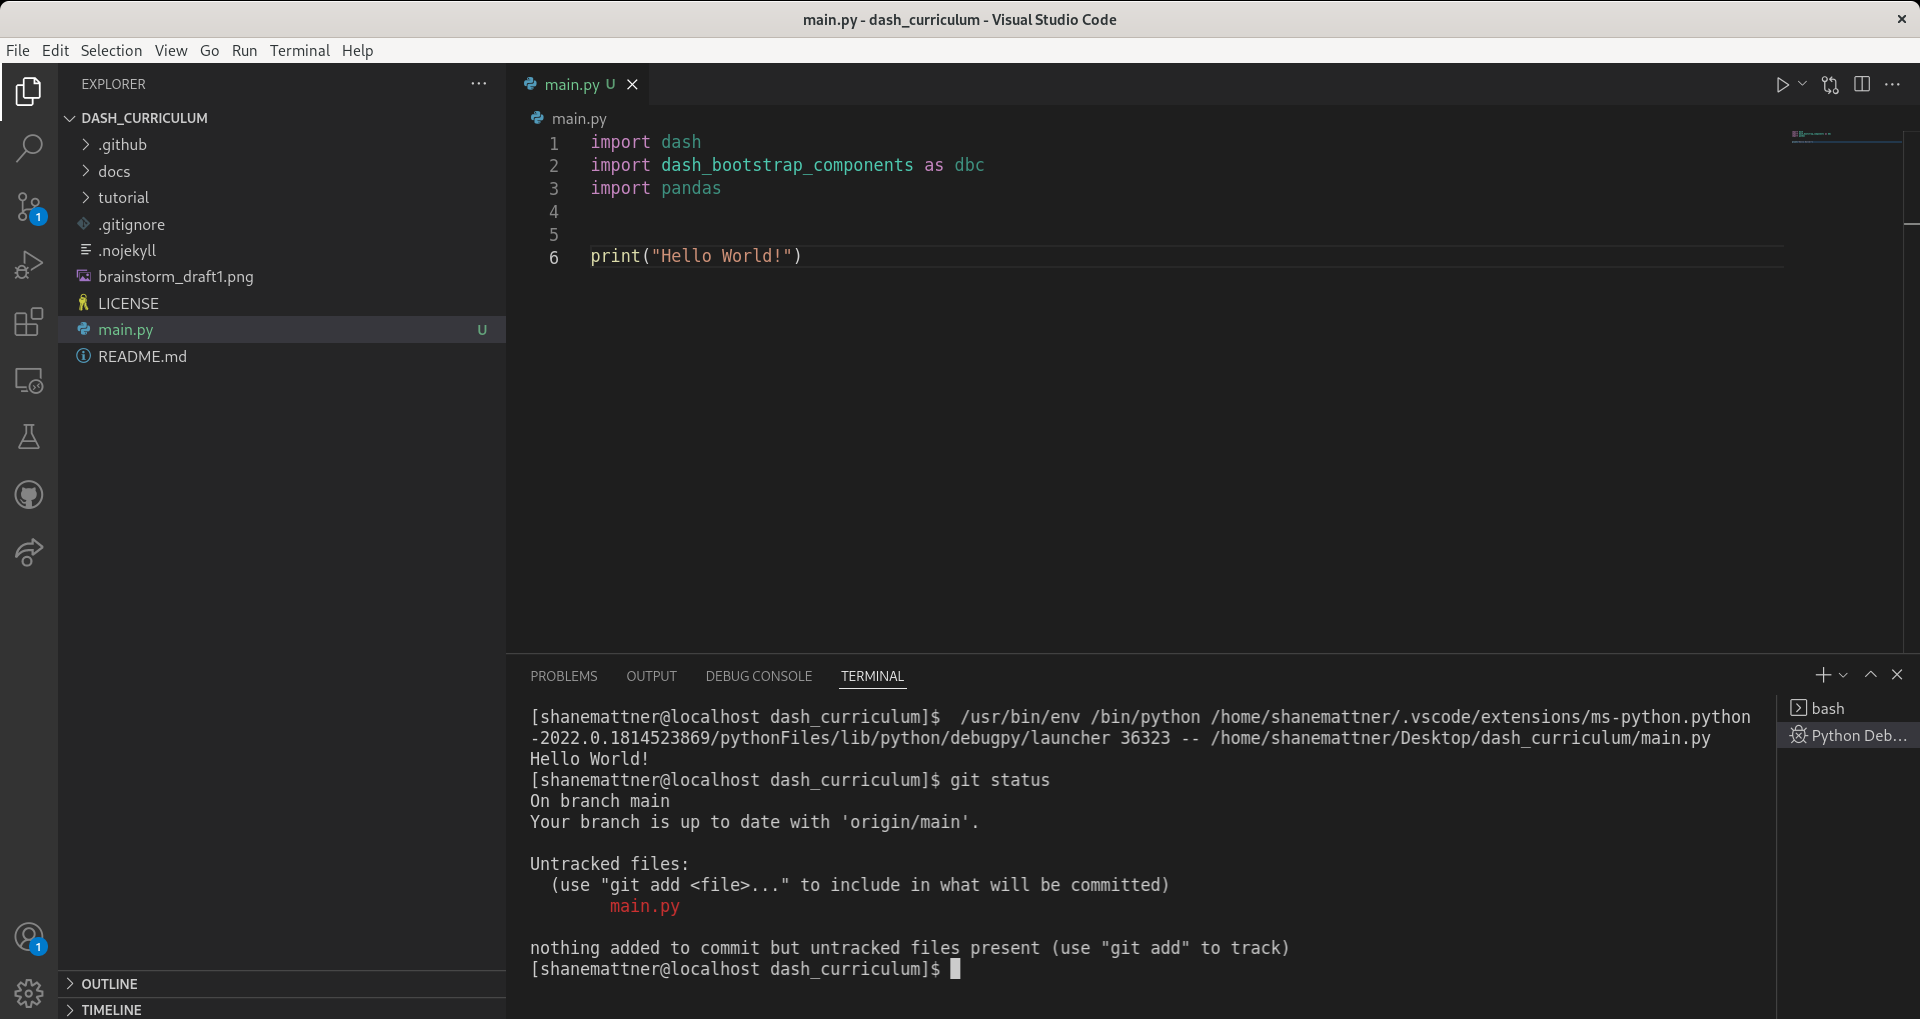 main.py - dash_curriculum - Visual Studio Code
File Edit Selection View Go Run Terminal Help
EXPLORER
DASH_CURRICULUM
.github
docs
tutorial
.gitignore
.nojekyll
brainstorm_draft1.png
LICENSE
main.py U
README.md
OUTLINE
TIMELINE
1
1
main.py U
main.py
1 import dash
2 import dash_bootstrap_components as dbc
3 import pandas
4
5
6 print("Hello World!")
PROBLEMS OUTPUT DEBUG CONSOLE TERMINAL
[shanemattner@localhost dash_curriculum]$  /usr/bin/env /bin/python /home/shanemattner/.vscode/extensions/ms-python.python
-2022.0.1814523869/pythonFiles/lib/python/debugpy/launcher 36323 -- /home/shanemattner/Desktop/dash_curriculum/main.py
Hello World!
[shanemattner@localhost dash_curriculum]$ git status
On branch main
Your branch is up to date with 'origin/main'.
Untracked files:
(use "git add <file>..." to include in what will be committed)
main.py
nothing added to commit but untracked files present (use "git add" to track)
[shanemattner@localhost dash_curriculum]$
bash
Python Deb...